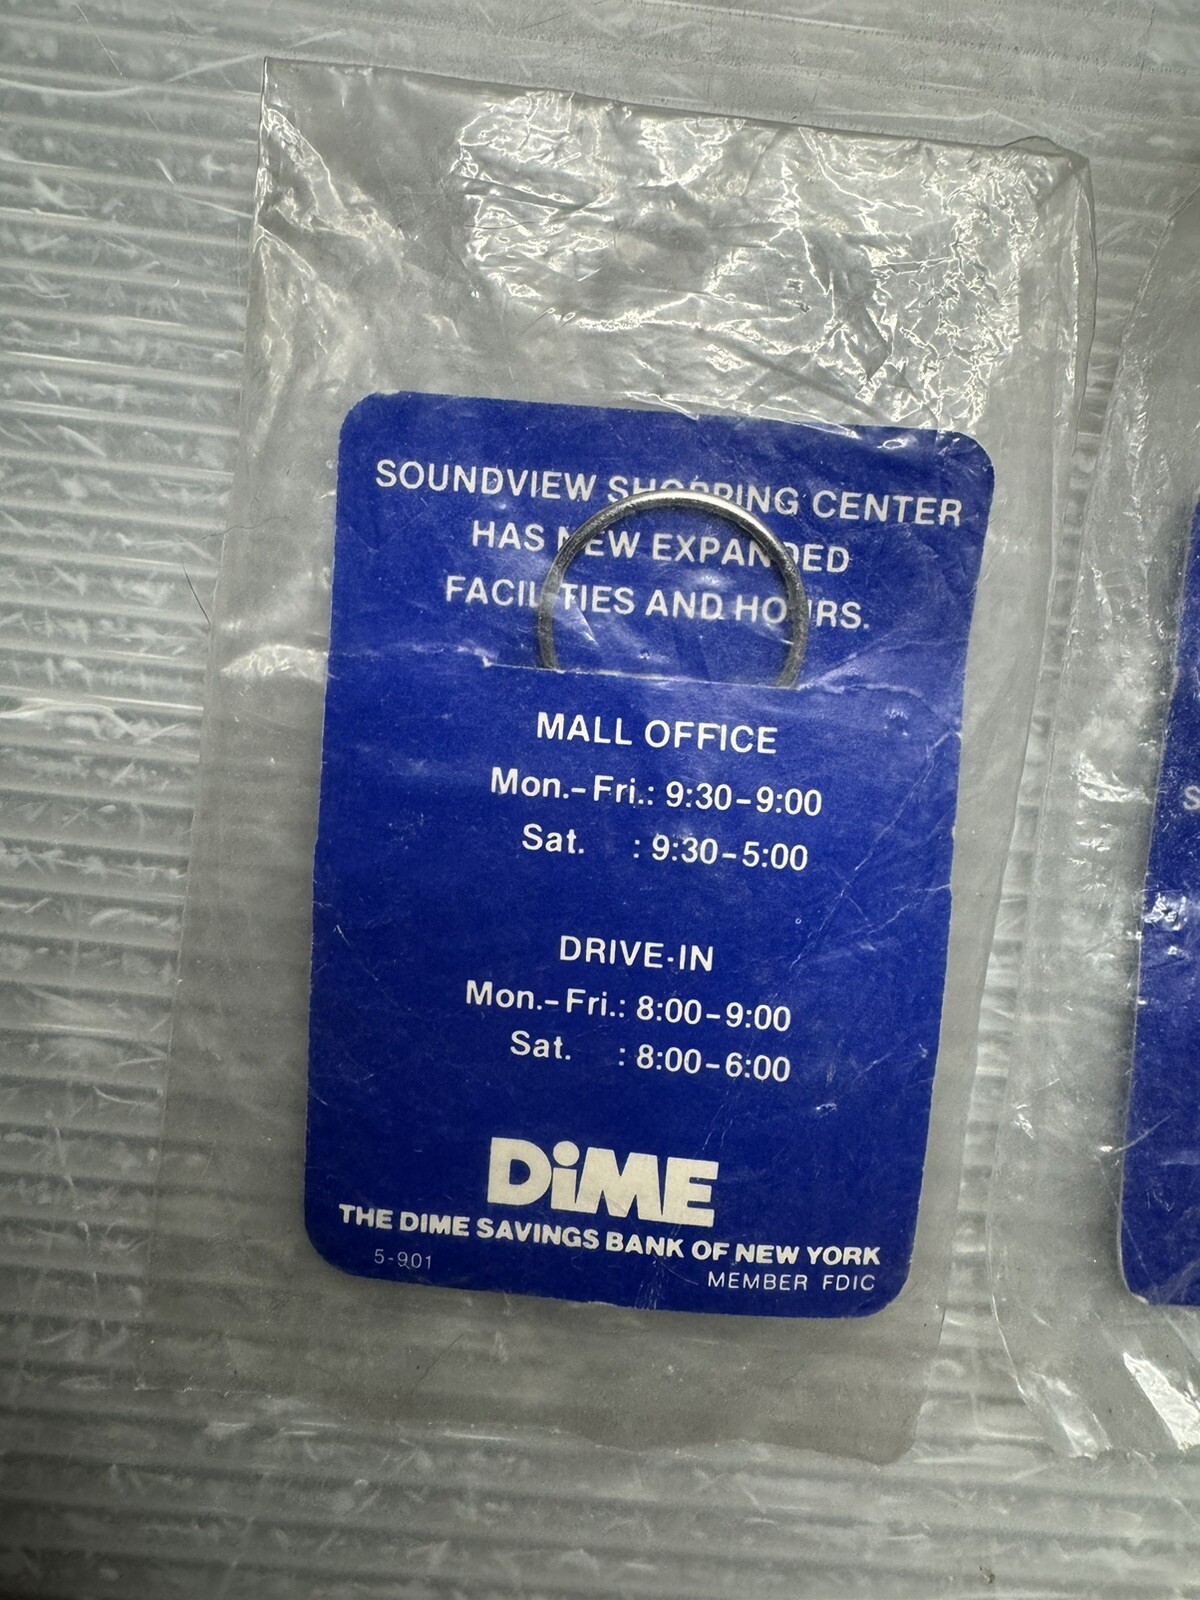 SOUNDVIEW SHOPPING CENTER
HAS NEW EXPANDED
FACILITIES AND HOURS.
MALL OFFICE
Mon.-Fri.: 9:30-9:00
Sat. : 9:30-5:00
DRIVE-IN
Mon.-Fri.: 8:00-9:00
Sat. : 8:00-6:00
DiME
THE DIME SAVINGS BANK OF NEW YORK
5-901
MEMBER FDIC